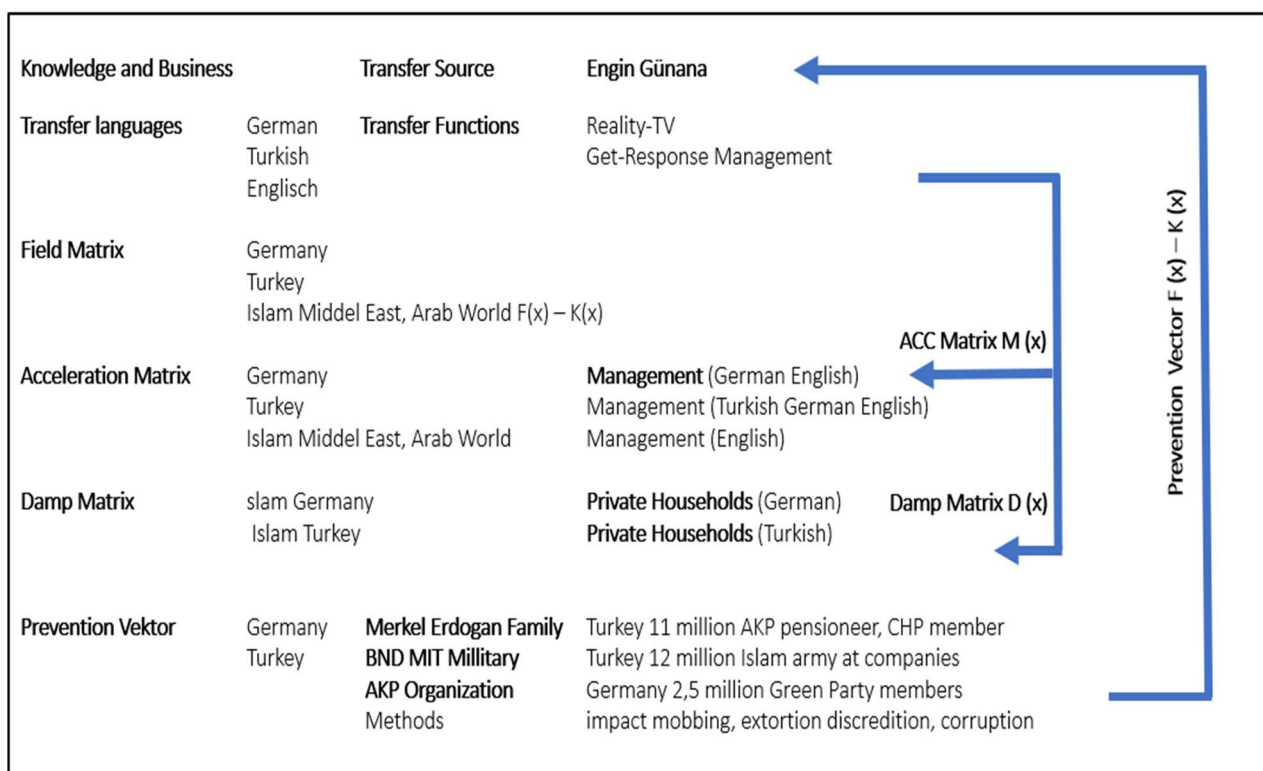 Knowledge and Business Transfer Source Engin Günana
Transfer languages German Transfer Functions Reality-TV
Turkish Get-Response Management
Englisch
Field Matrix Germany
Turkey
Islam Middel East, Arab World F(x) – K(x)
ACC Matrix M (x)
Acceleration Matrix Germany Management (German English)
Turkey Management (Turkish German English)
Islam Middel East, Arab World Management (English)
Damp Matrix slam Germany Private Households (German) Damp Matrix D (x)
Islam Turkey Private Households (Turkish)
Prevention Vektor Germany Merkel Erdogan Family Turkey 11 million AKP pensioneer, CHP member
Turkey BND MIT Millitary Turkey 12 million Islam army at companies
AKP Organization Germany 2,5 million Green Party members
Methods impact mobbing, extortion discredition, corruption
Prevention Vector F (x) – K (x)